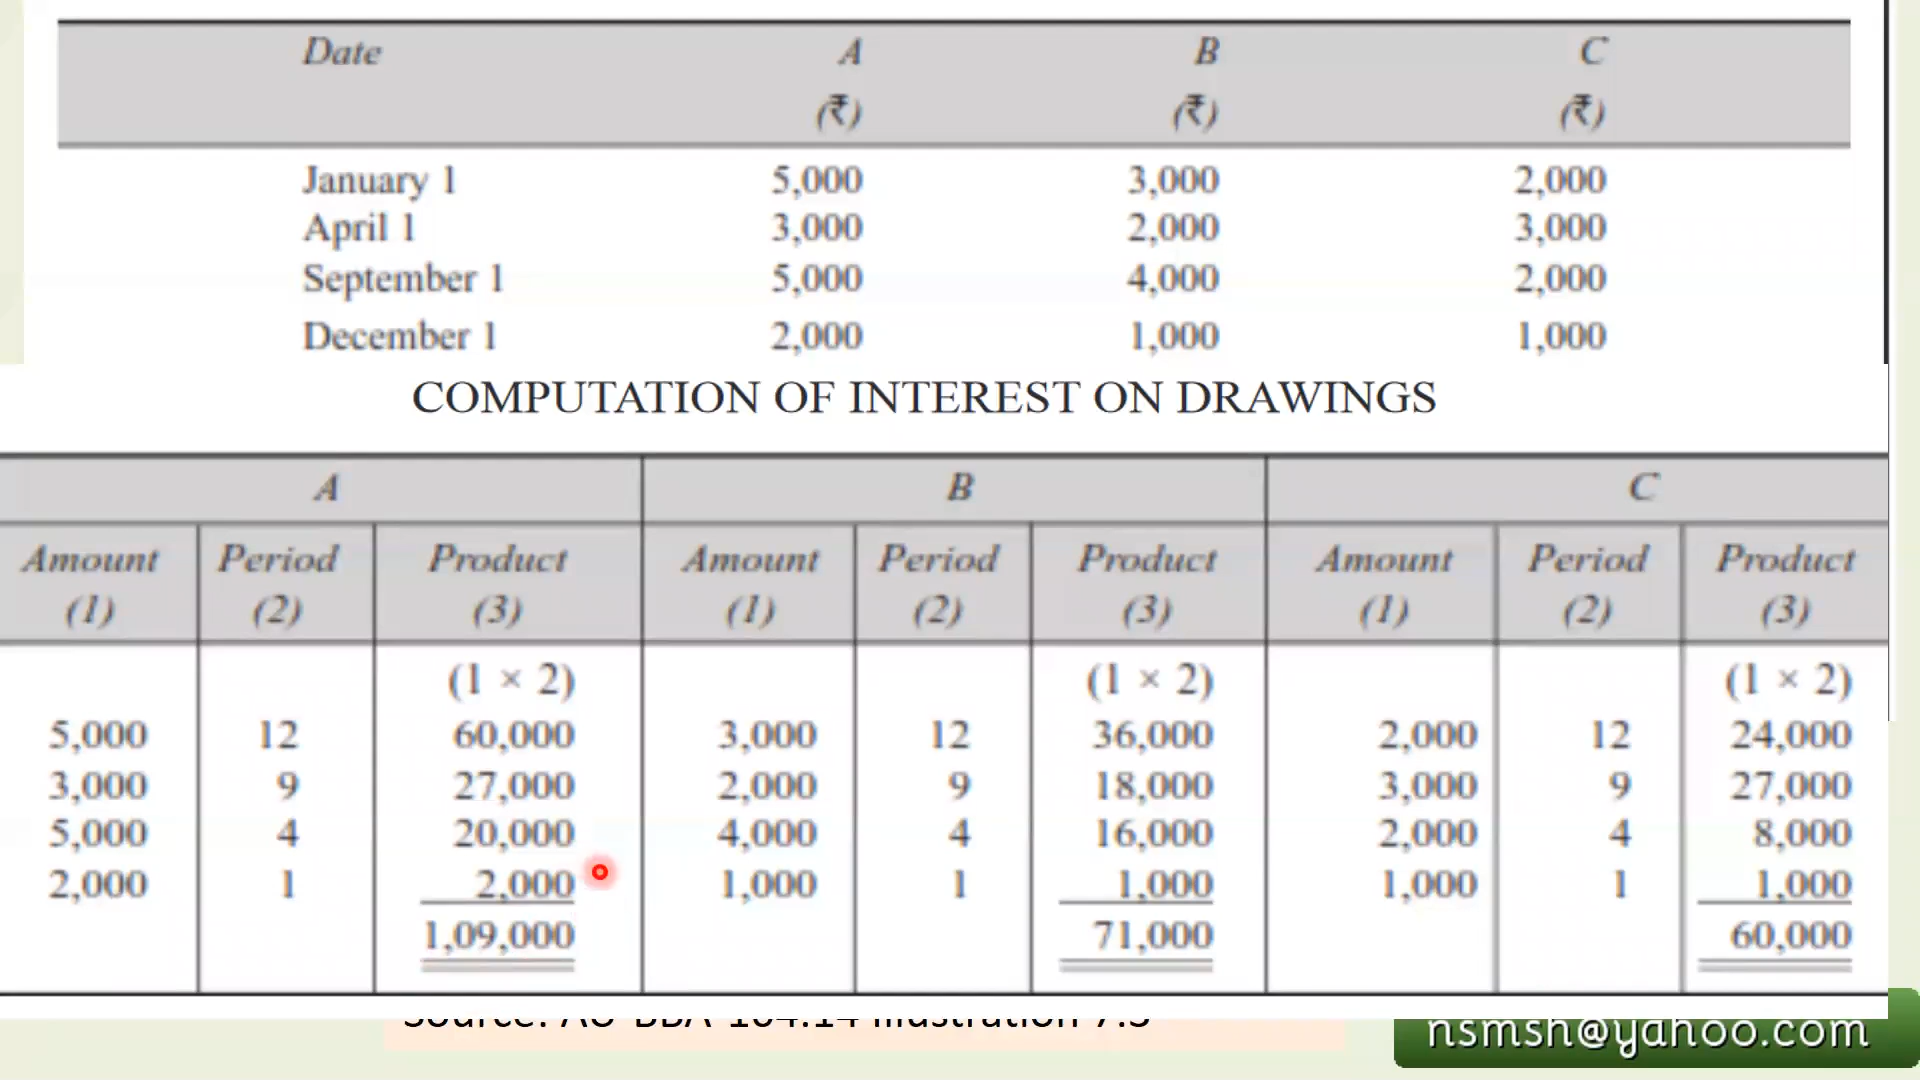 Date A B C
(₹) (₹) (₹)
January 1 5,000 3,000 2,000
April 1 3,000 2,000 3,000
September 1 5,000 4,000 2,000
December 1 2,000 1,000 1,000
COMPUTATION OF INTEREST ON DRAWINGS
A B C
Amount Period Product Amount Period Product Amount Period Product
(1) (2) (3) (1) (2) (3) (1) (2) (3)
(1 × 2) (1 × 2) (1 × 2)
5,000 12 60,000 3,000 12 36,000 2,000 12 24,000
3,000 9 27,000 2,000 9 18,000 3,000 9 27,000
5,000 4 20,000 4,000 4 16,000 2,000 4 8,000
2,000 1 2,000 1,000 1 1,000 1,000 1 1,000
1,09,000 71,000 60,000
Source: AU-BBA-104.14 Illustration
nsmsh@yahoo.com